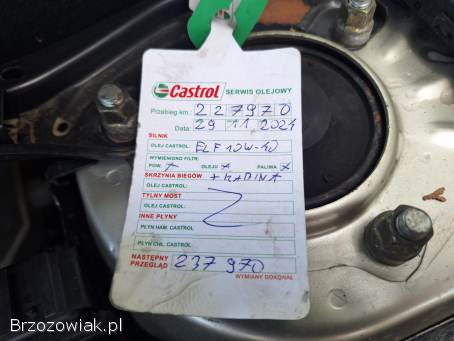 Castrol SERWIS OLEJOWY
Przebieg km: 227970
Data: 29 11 2024
SILNIK
OLEJ CASTROL: ELF 10W-40
WYMIENIONO FILTR:
POW. OLEJU PALIWA
SKRZYNIA BIEGÓW + KABINA
OLEJ CASTROL:
TYLNY MOST
OLEJ CASTROL:
INNE PŁYNY
PŁYN HAM. CASTROL
PŁYN CHŁ. CASTROL
NASTĘPNY
PRZEGLĄD 237970
WYMIANY DOKONAŁ
Brzozowiak.pl